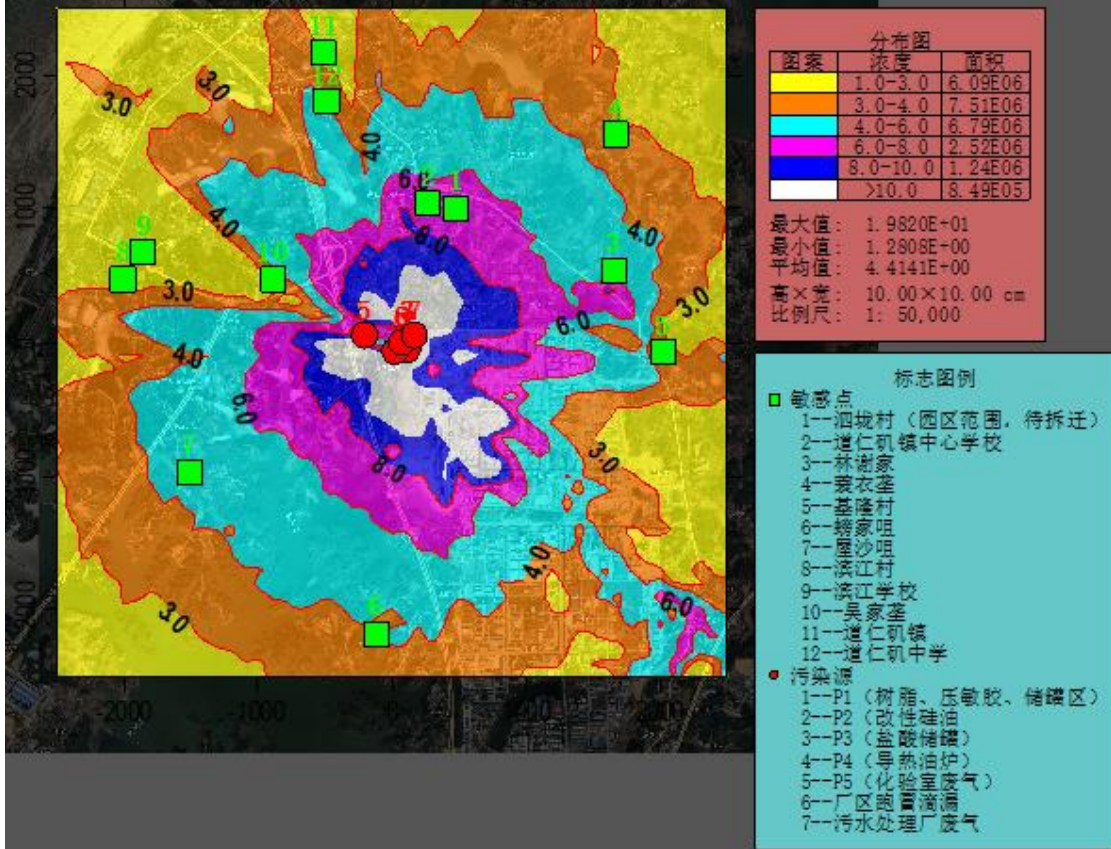 分布图
图案 浓度 面积
1.0-3.0 6.09E06
3.0-4.0 7.51E06
4.0-6.0 6.79E06
6.0-8.0 2.52E06
8.0-10.0 1.24E06
>10.0 8.49E05
最大值: 1.9820E+01
最小值: 1.2808E+00
平均值: 4.4141E+00
高×宽: 10.00×10.00 cm
比例尺: 1: 50,000
标志图例
敏感点
1--泗垅村（园区范围，待拆迁）
2--道仁矶镇中心学校
3--林谢家
4--蓑衣垄
5--基隆村
6--螃家咀
7--屋沙咀
8--滨江村
9--滨江学校
10--吴家垄
11--道仁矶镇
12--道仁矶中学
污染源
1--P1（树脂、压敏胶、储罐区）
2--P2（改性硅油
3--P3（盐酸储罐）
4--P4（导热油炉）
5--P5（化验室废气）
6--厂区跑冒滴漏
7--污水处理厂废气
11
12
3.0
3.0
4
2000
4.0
6.0
1
1000
4.0
8.0
9
4.0
8
10
3
3.0
3.0
5
6.0
4.0
6.0
8.0
3.0
4.0
3.0
6
6.0
-2000
-1000
0